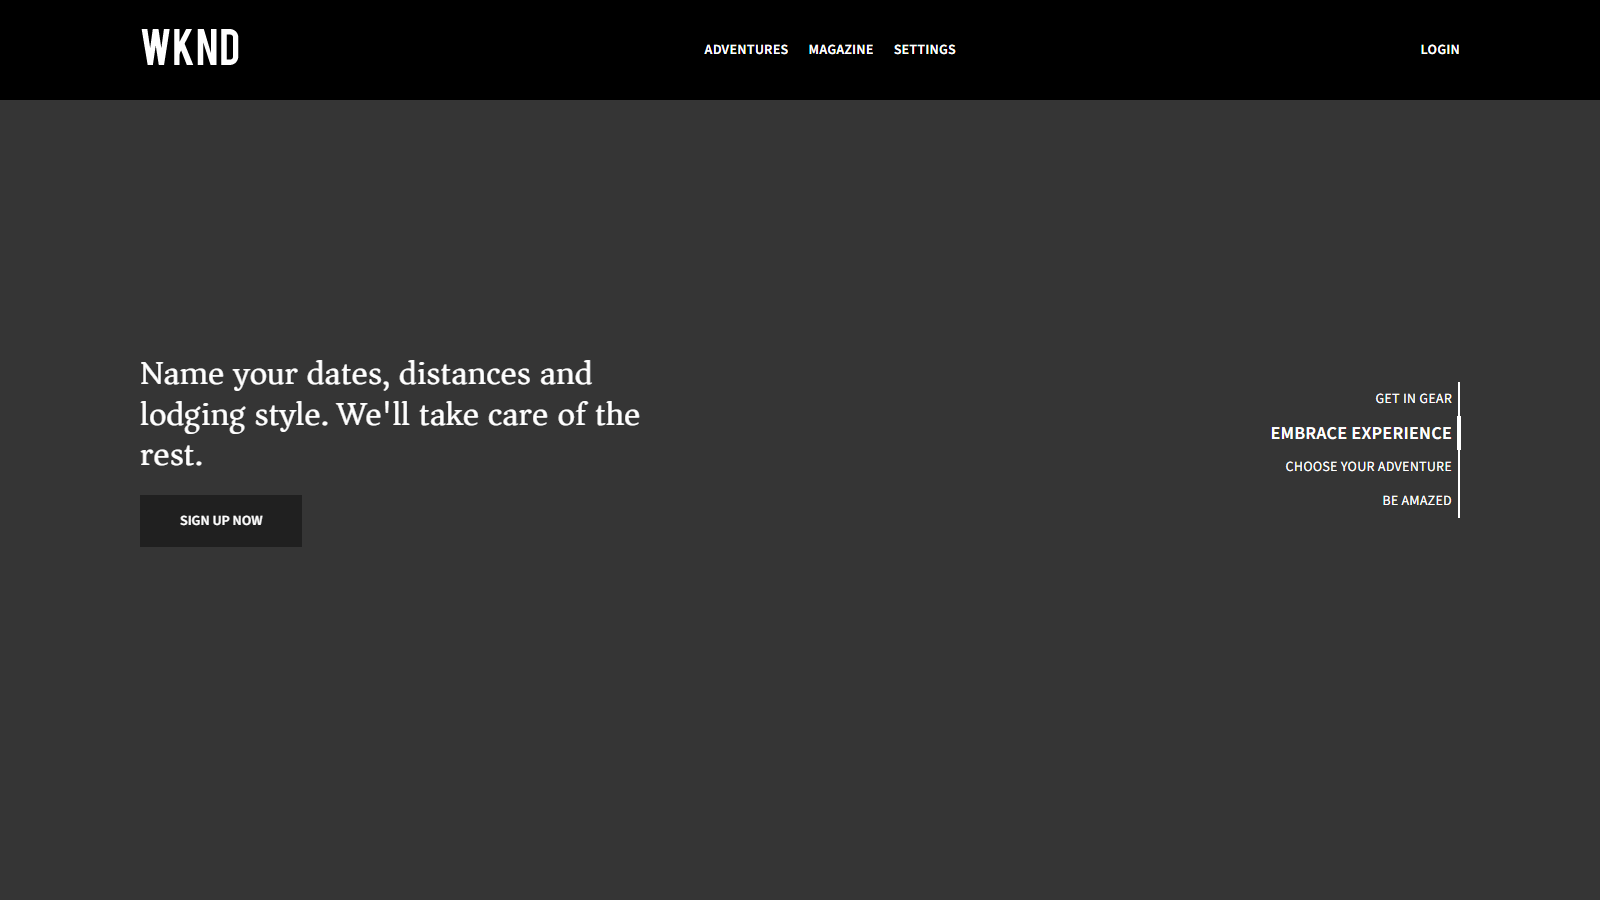 WKND
ADVENTURES MAGAZINE SETTINGS
LOGIN
Name your dates, distances and
lodging style. We'll take care of the
rest.
SIGN UP NOW
GET IN GEAR
EMBRACE EXPERIENCE
CHOOSE YOUR ADVENTURE
BE AMAZED